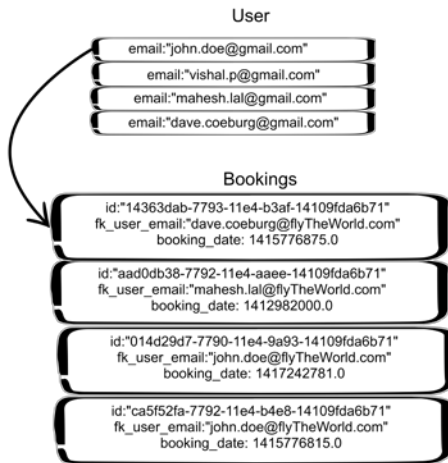 User
email:"john.doe@gmail.com"
email:"vishal.p@gmail.com"
email:"mahesh.lal@gmail.com"
email:"dave.coeburg@gmail.com"
Bookings
id:"14363dab-7793-11e4-b3af-14109fda6b71"
fk_user_email:"dave.coeburg@flyTheWorld.com"
booking_date: 1415776875.0
id:"aad0db38-7792-11e4-aaee-14109fda6b71"
fk_user_email:"mahesh.lal@flyTheWorld.com"
booking_date: 1412982000.0
id:"014d29d7-7790-11e4-9a93-14109fda6b71"
fk_user_email:"john.doe@flyTheWorld.com"
booking_date: 1417242781.0
id:"ca5f52fa-7792-11e4-b4e8-14109fda6b71"
fk_user_email:"john.doe@flyTheWorld.com"
booking_date: 1415776815.0